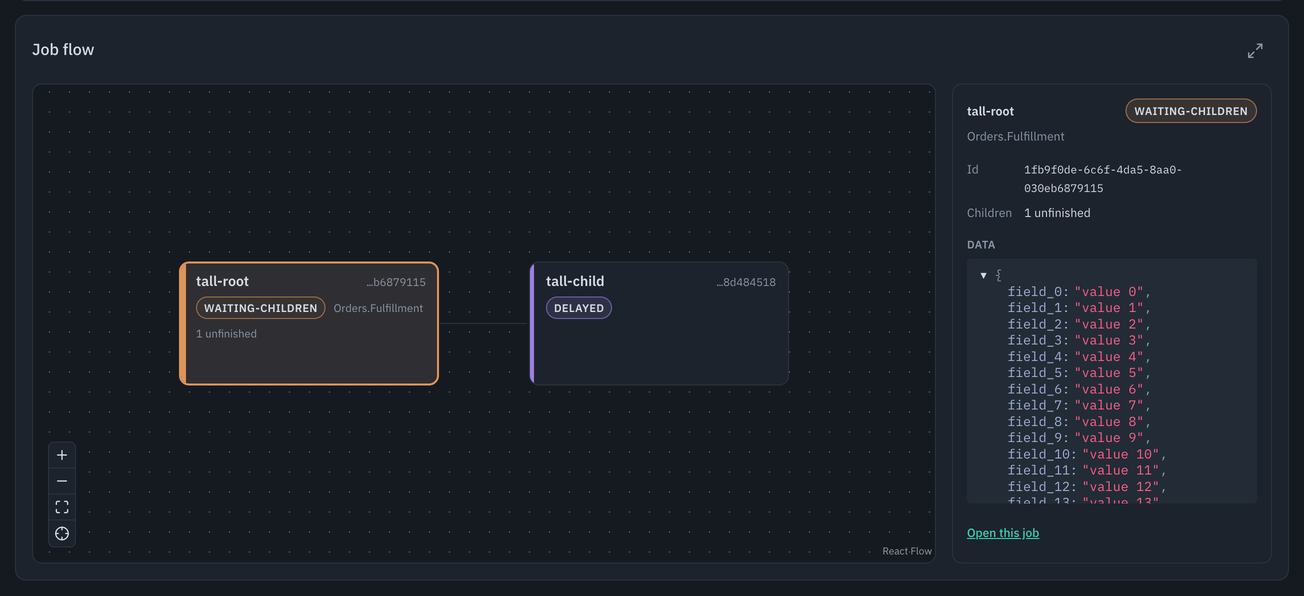 Job flow
tall-root
…b6879115
WAITING-CHILDREN
Orders.Fulfillment
1 unfinished
tall-child
…8d484518
DELAYED
React Flow
tall-root
WAITING-CHILDREN
Orders.Fulfillment
Id
1fb9f0de-6c6f-4da5-8aa0-
030eb6879115
Children
1 unfinished
DATA
▼ {
field_0: "value 0",
field_1: "value 1",
field_2: "value 2",
field_3: "value 3",
field_4: "value 4",
field_5: "value 5",
field_6: "value 6",
field_7: "value 7",
field_8: "value 8",
field_9: "value 9",
field_10: "value 10",
field_11: "value 11",
field_12: "value 12",
field_13: "value 13",
Open this job